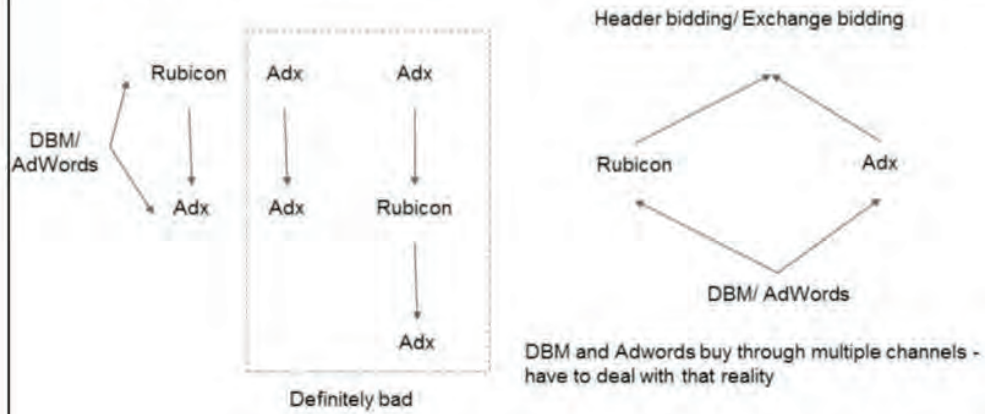 Header bidding/ Exchange bidding
Rubicon Adx Adx
DBM/
AdWords
Adx Adx Rubicon
Adx
Definitely bad
Rubicon Adx
DBM/ AdWords
DBM and Adwords buy through multiple channels -
have to deal with that reality